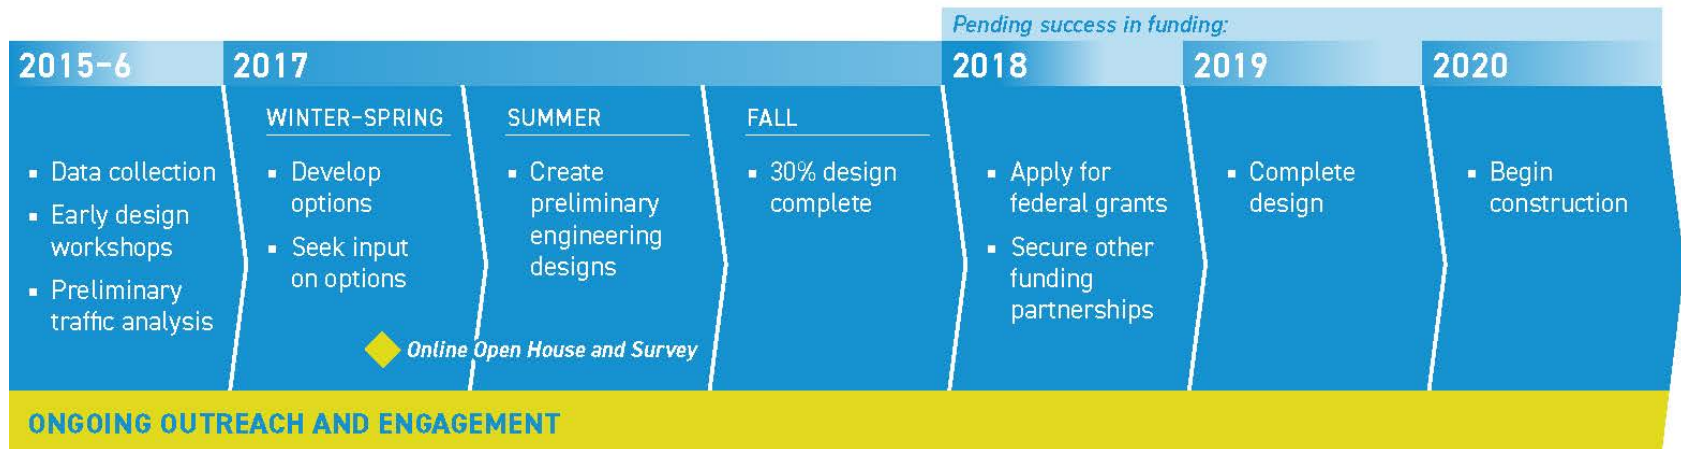 Pending success in funding:
2015–6
2017
2018
2019
2020
WINTER–SPRING
SUMMER
FALL
▪ Data collection
▪ Early design
workshops
▪ Preliminary
traffic analysis
▪ Develop
options
▪ Seek input
on options
▪ Create
preliminary
engineering
designs
▪ 30% design
complete
▪ Apply for
federal grants
▪ Secure other
funding
partnerships
▪ Complete
design
▪ Begin
construction
Online Open House and Survey
ONGOING OUTREACH AND ENGAGEMENT